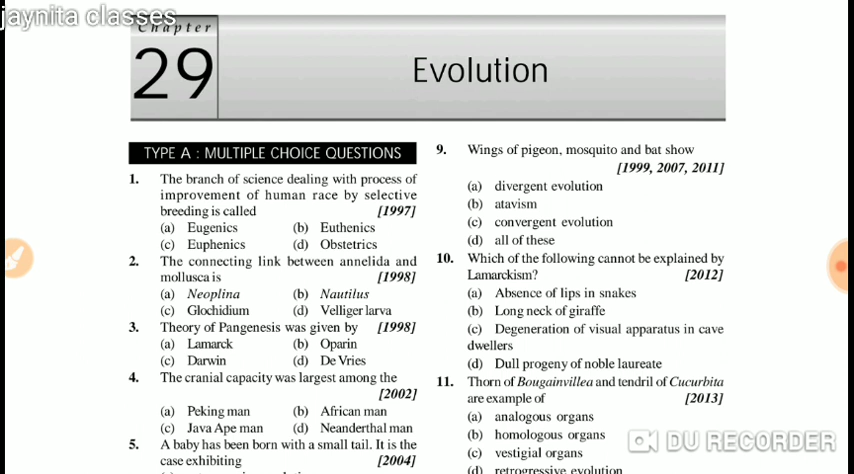 jaynita classes
Chapter
29
Evolution
TYPE A : MULTIPLE CHOICE QUESTIONS
1. The branch of science dealing with process of
improvement of human race by selective
breeding is called [1997]
(a) Eugenics (b) Euthenics
(c) Euphenics (d) Obstetrics
2. The connecting link between annelida and
mollusca is [1998]
(a) Neoplina (b) Nautilus
(c) Glochidium (d) Velliger larva
3. Theory of Pangenesis was given by [1998]
(a) Lamarck (b) Oparin
(c) Darwin (d) De Vries
4. The cranial capacity was largest among the
[2002]
(a) Peking man (b) African man
(c) Java Ape man (d) Neanderthal man
5. A baby has been born with a small tail. It is the
case exhibiting [2004]
9. Wings of pigeon, mosquito and bat show
[1999, 2007, 2011]
(a) divergent evolution
(b) atavism
(c) convergent evolution
(d) all of these
10. Which of the following cannot be explained by
Lamarckism? [2012]
(a) Absence of lips in snakes
(b) Long neck of giraffe
(c) Degeneration of visual apparatus in cave
dwellers
(d) Dull progeny of noble laureate
11. Thorn of Bougainvillea and tendril of Cucurbita
are example of [2013]
(a) analogous organs
(b) homologous organs
(c) vestigial organs
(d) retrogressive evolution
DU RECORDER